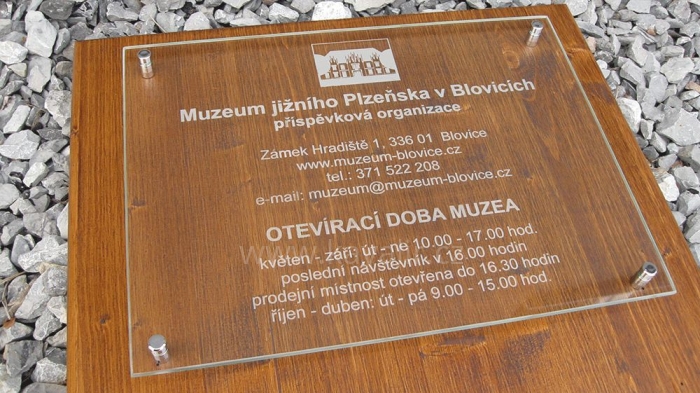 Muzeum jižního Plzeňska v Blovicích
příspěvková organizace
Zámek Hradiště 1, 336 01 Blovice
www.muzeum-blovice.cz
tel.: 371 522 208
e-mail: muzeum@muzeum-blovice.cz
OTEVÍRACÍ DOBA MUZEA
květen - září: út - ne 10.00 - 17.00 hod.
poslední návštěvník v 16.00 hodin
prodejní místnost otevřena do 16.30 hodin
říjen - duben: út - pá 9.00 - 15.00 hod.